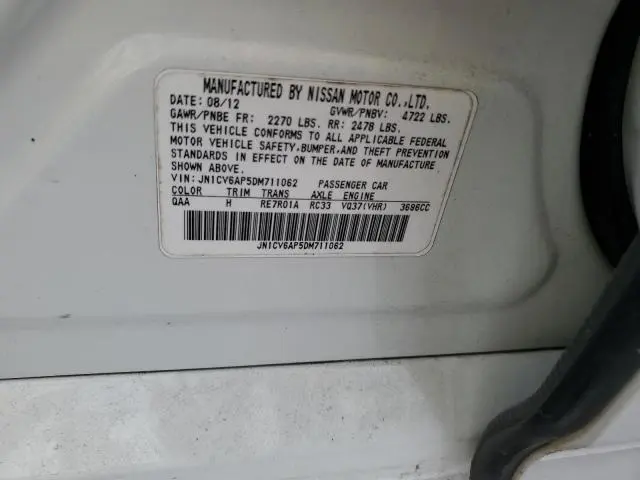 MANUFACTURED BY NISSAN MOTOR CO.,LTD.
DATE: 08/12 GVWR/PNBV: 4722 LBS.
GAWR/PNBE FR: 2270 LBS. RR: 2478 LBS.
THIS VEHICLE CONFORMS TO ALL APPLICABLE FEDERAL
MOTOR VEHICLE SAFETY,BUMPER,AND THEFT PREVENTION
STANDARDS IN EFFECT ON THE DATE OF MANUFACTURE
SHOWN ABOVE.
VIN: JN1CV6AP5DM711062 PASSENGER CAR
COLOR TRIM TRANS AXLE ENGINE
QAA H RE7R01A RC33 VQ37(VHR) 3696CC
JN1CV6AP5DM711062